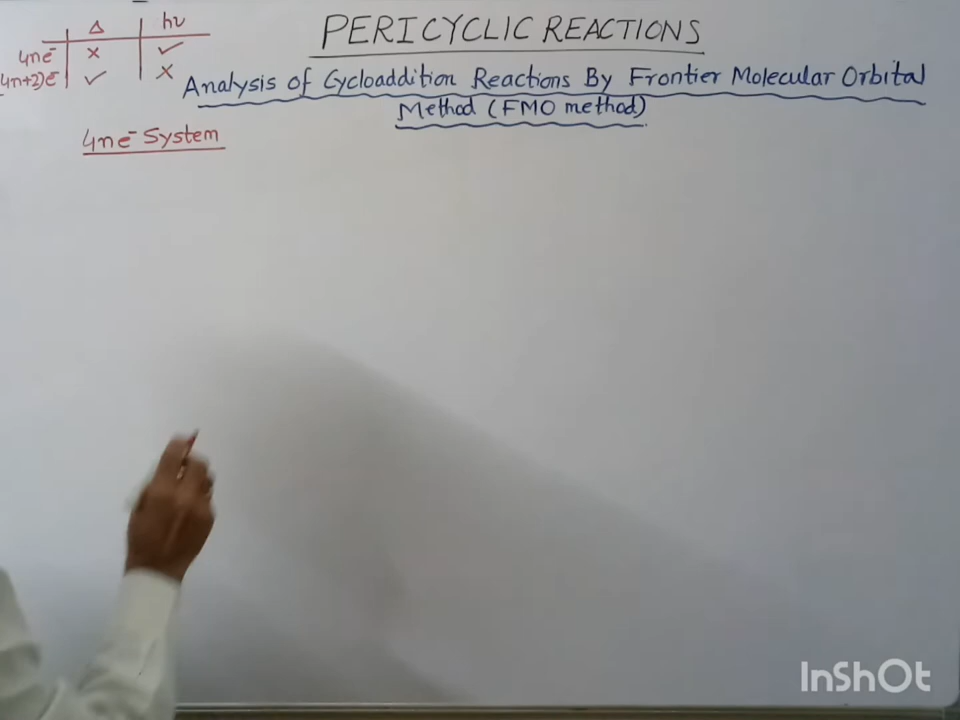 PERICYCLIC REACTIONS
Δ hν
4ne⁻ × ✓
(4n+2)e⁻ ✓ ×
Analysis of Cycloaddition Reactions By Frontier Molecular Orbital
Method (FMO method)
4ne⁻ System
InShOt